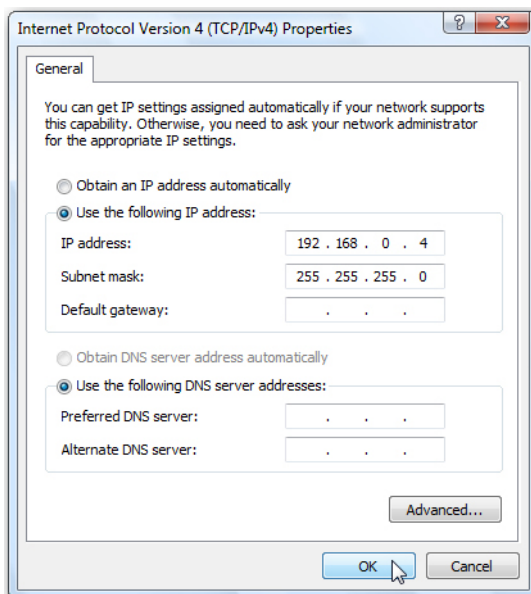 Internet Protocol Version 4 (TCP/IPv4) Properties
General
You can get IP settings assigned automatically if your network supports
this capability. Otherwise, you need to ask your network administrator
for the appropriate IP settings.
Obtain an IP address automatically
Use the following IP address:
IP address: 192 . 168 . 0 . 4
Subnet mask: 255 . 255 . 255 . 0
Default gateway: . . .
Obtain DNS server address automatically
Use the following DNS server addresses:
Preferred DNS server: . . .
Alternate DNS server: . . .
Advanced...
OK Cancel